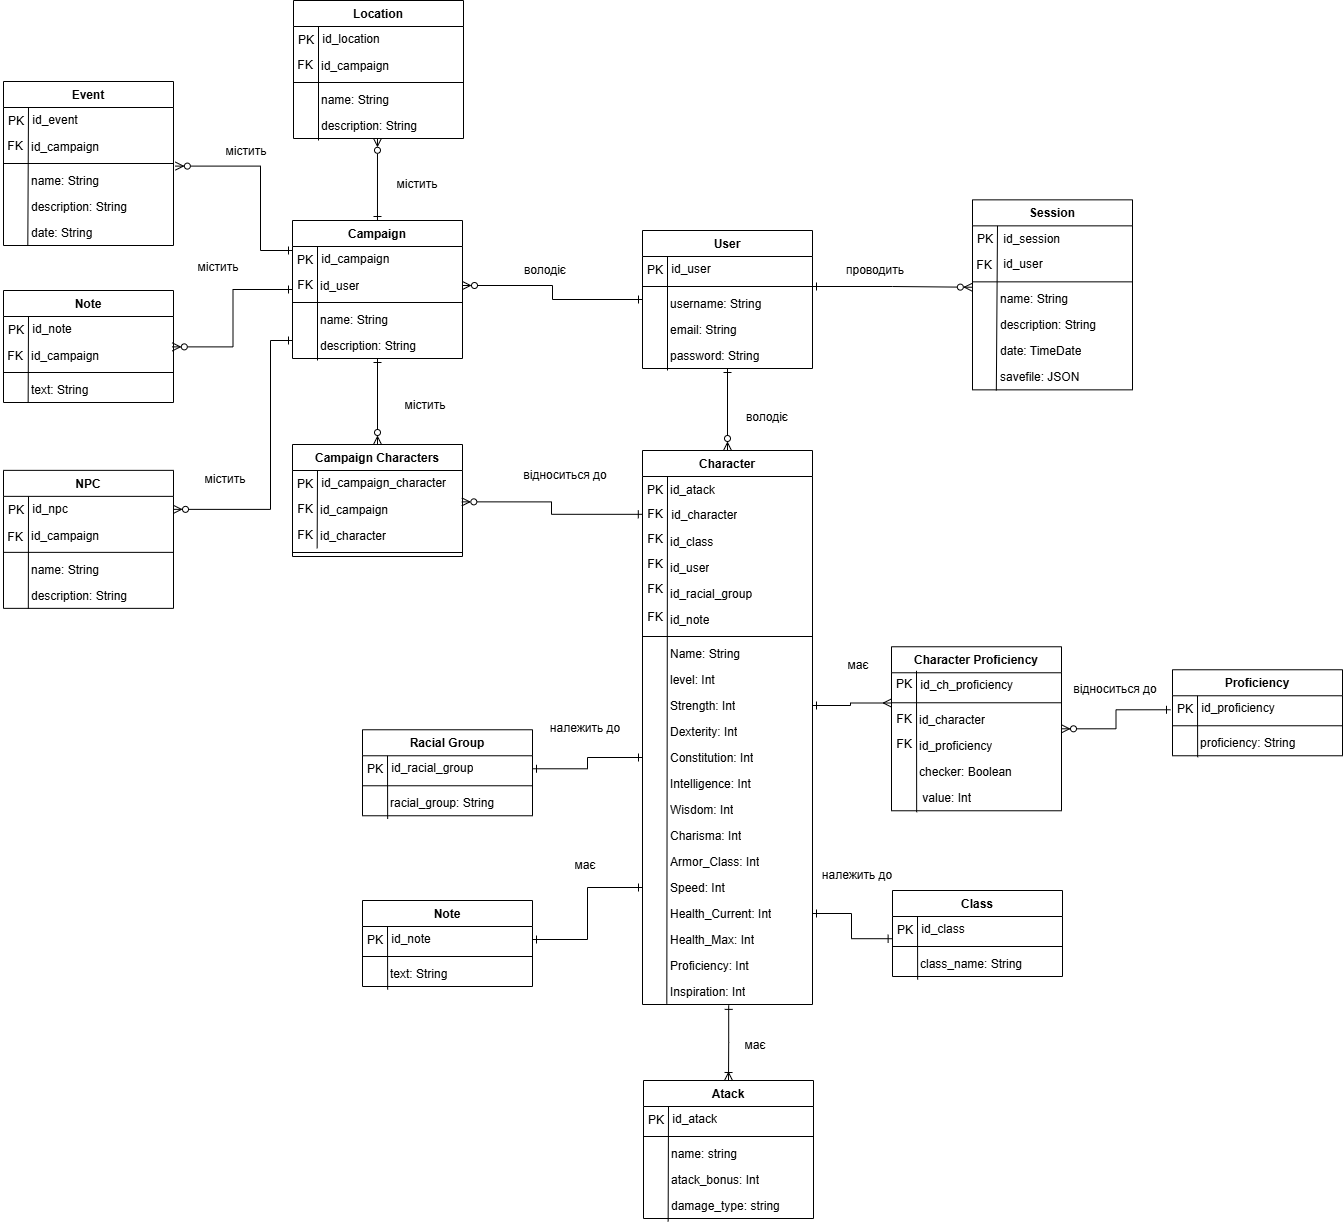 Location
PK id_location
FK id_campaign
name: String
description: String
Event
PK id_event
FK id_campaign
name: String
description: String
date: String
містить
містить
Campaign
PK id_campaign
FK id_user
name: String
description: String
містить
Note
PK id_note
FK id_campaign
text: String
володіє
User
PK id_user
username: String
email: String
password: String
проводить
Session
PK id_session
FK id_user
name: String
description: String
date: TimeDate
savefile: JSON
містить
володіє
містить
NPC
PK id_npc
FK id_campaign
name: String
description: String
Campaign Characters
PK id_campaign_character
FK id_campaign
FK id_character
відноситься до
Character
PK id_atack
FK id_character
FK id_class
FK id_user
FK id_racial_group
FK id_note
Name: String
level: Int
Strength: Int
Dexterity: Int
Constitution: Int
Intelligence: Int
Wisdom: Int
Charisma: Int
Armor_Class: Int
Speed: Int
Health_Current: Int
Health_Max: Int
Proficiency: Int
Inspiration: Int
має
Character Proficiency
PK id_ch_proficiency
FK id_character
FK id_proficiency
checker: Boolean
value: Int
відноситься до
Proficiency
PK id_proficiency
proficiency: String
належить до
Racial Group
PK id_racial_group
racial_group: String
має
Note
PK id_note
text: String
належить до
Class
PK id_class
class_name: String
має
Atack
PK id_atack
name: string
atack_bonus: Int
damage_type: string